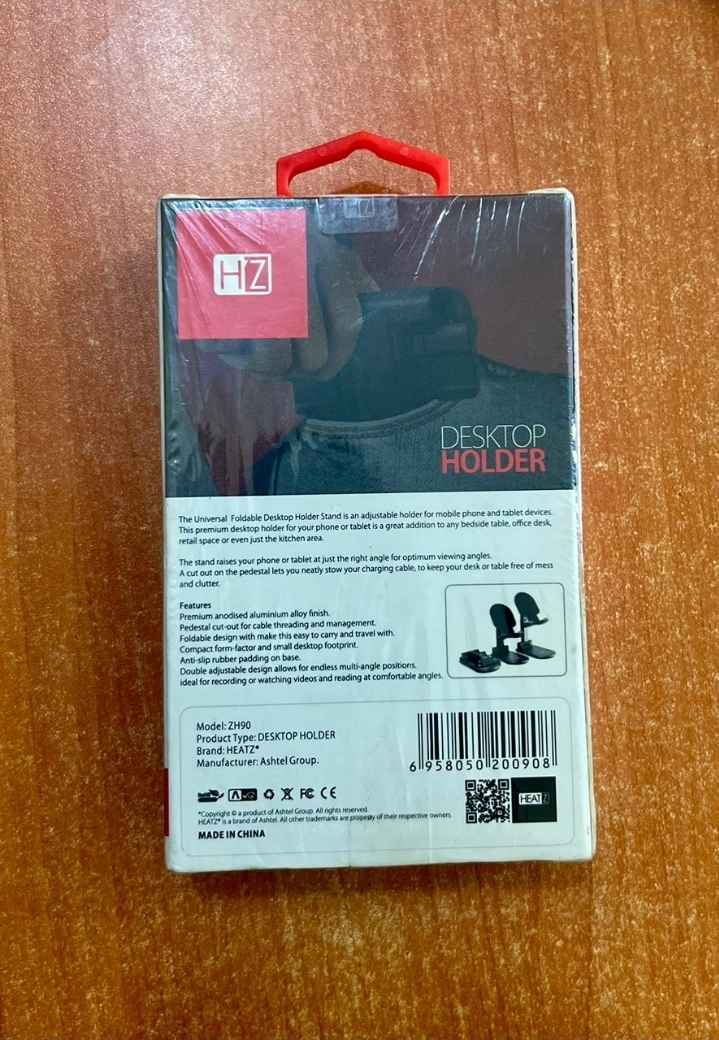 HZ
HZ
DESKTOP
HOLDER
The Universal Foldable Desktop Holder Stand is an adjustable holder for mobile phone and tablet devices.
This premium desktop holder for your phone or tablet is a great addition to any bedside table, office desk,
retail space or even just the kitchen area.
The stand raises your phone or tablet at just the right angle for optimum viewing angles.
A cut out on the pedestal lets you neatly stow your charging cable, to keep your desk or table free of mess
and clutter.
Features
Premium anodised aluminium alloy finish.
Pedestal cut-out for cable threading and management.
Foldable design with make this easy to carry and travel with.
Compact form-factor and small desktop footprint.
Anti-slip rubber padding on base.
Double adjustable design allows for endless multi-angle positions.
ideal for recording or watching videos and reading at comfortable angles.
Model: ZH90
Product Type: DESKTOP HOLDER
Brand: HEATZ®
Manufacturer: Ashtel Group.
6 958050 200908
FC CE
HEATZ
*Copyright © a product of Ashtel Group. All rights reserved.
HEATZ® is a brand of Ashtel. All other trademarks are property of their respective owners.
MADE IN CHINA